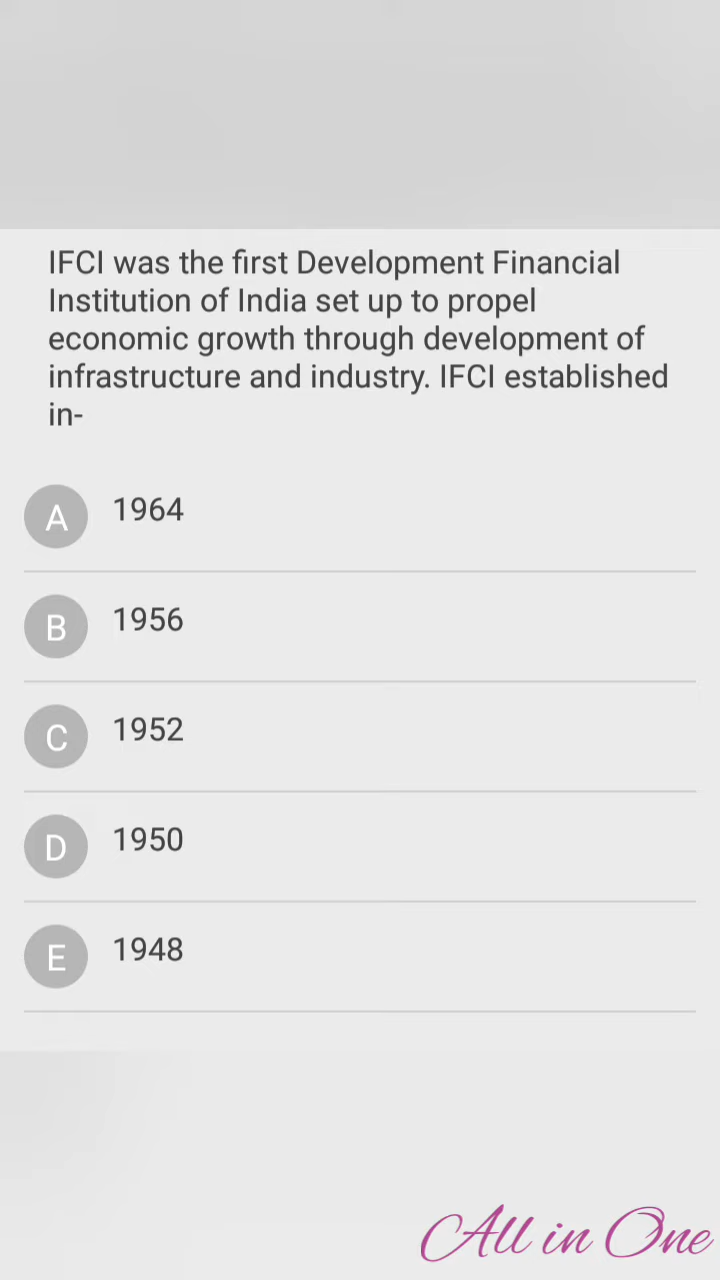 IFCI was the first Development Financial
Institution of India set up to propel
economic growth through development of
infrastructure and industry. IFCI established
in-
A 1964
B 1956
C 1952
D 1950
E 1948
All in One